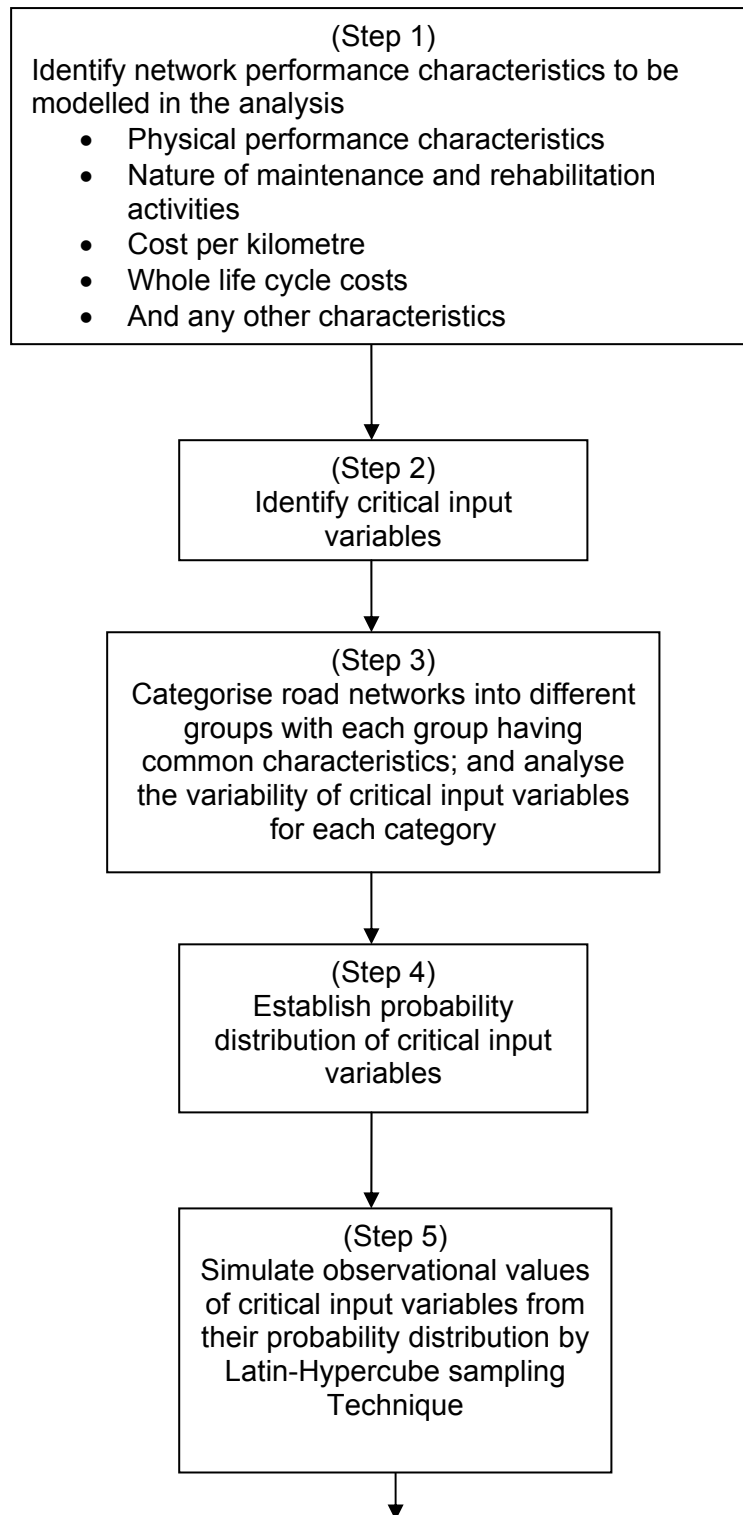 (Step 1)
Identify network performance characteristics to be
modelled in the analysis
• Physical performance characteristics
• Nature of maintenance and rehabilitation
activities
• Cost per kilometre
• Whole life cycle costs
• And any other characteristics
(Step 2)
Identify critical input
variables
(Step 3)
Categorise road networks into different
groups with each group having
common characteristics; and analyse
the variability of critical input variables
for each category
(Step 4)
Establish probability
distribution of critical input
variables
(Step 5)
Simulate observational values
of critical input variables from
their probability distribution by
Latin-Hypercube sampling
Technique